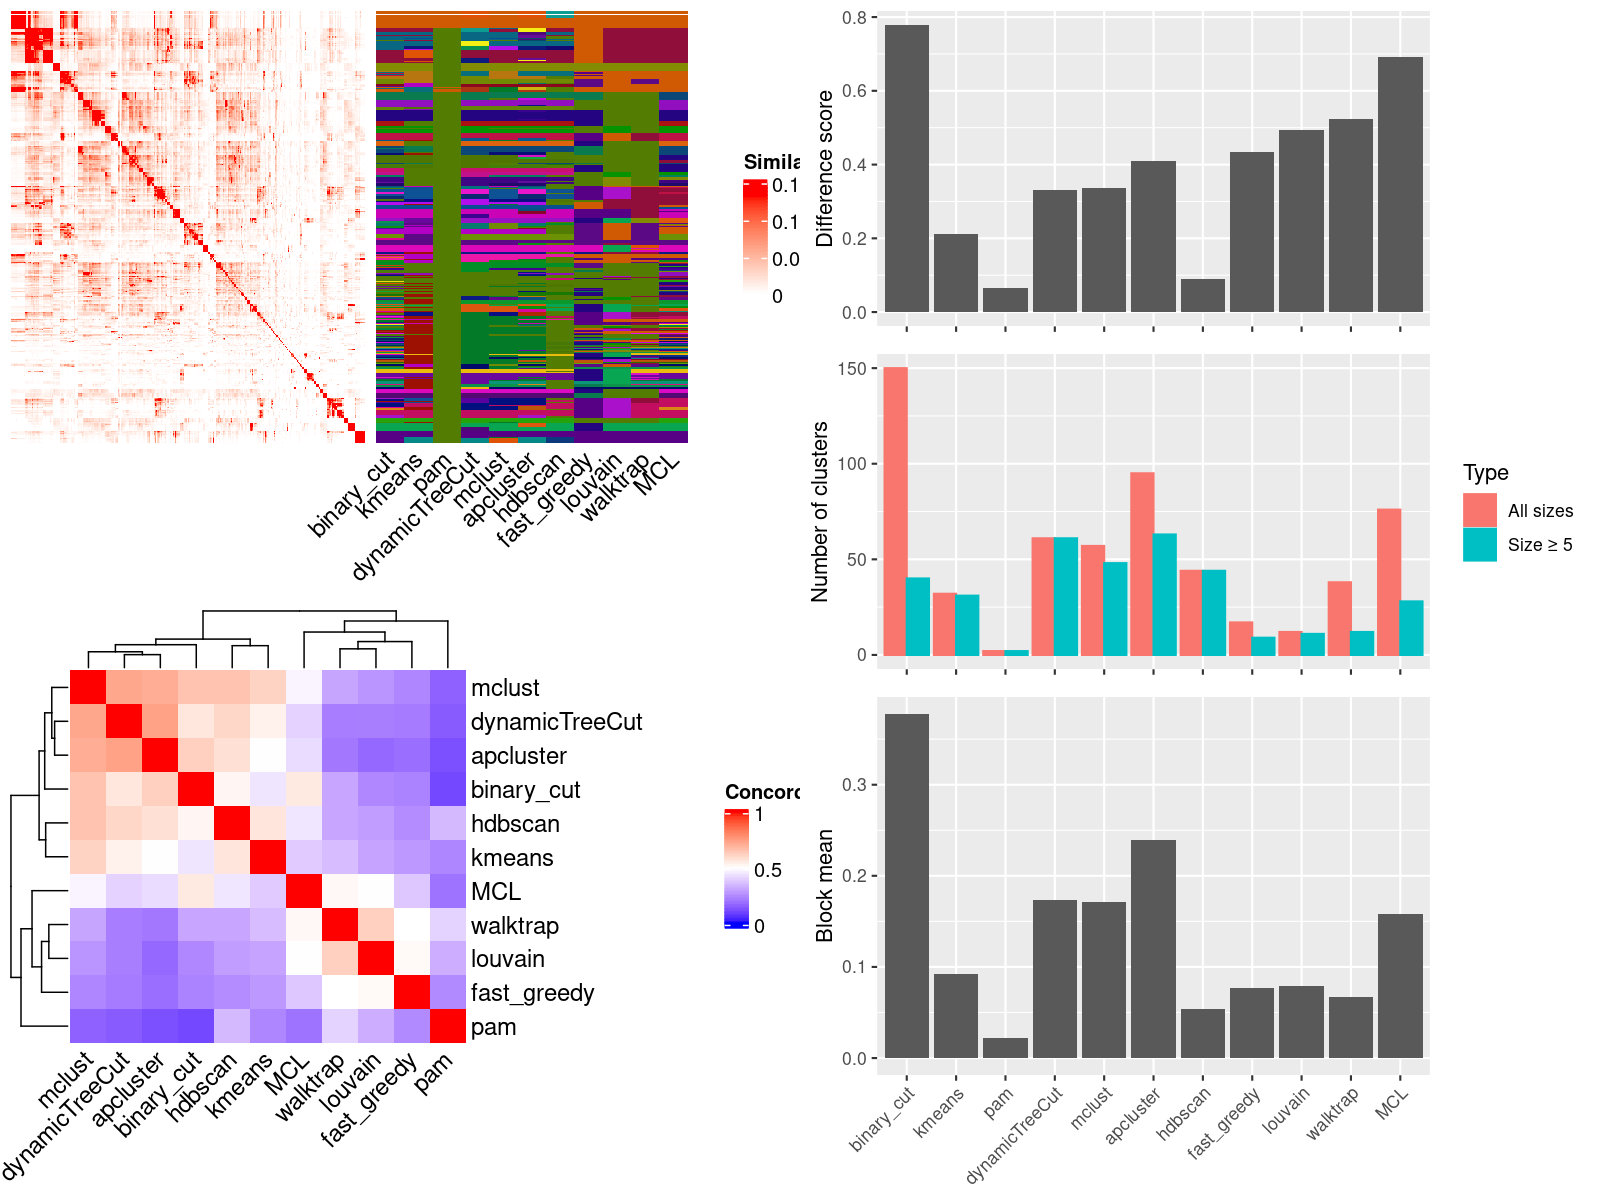 Simila
0.1
0.1
0.0
0
binary_cut
kmeans
pam
dynamicTreeCut
mclust
apcluster
hdbscan
fast_greedy
louvain
walktrap
MCL
mclust
dynamicTreeCut
apcluster
binary_cut
hdbscan
kmeans
MCL
walktrap
louvain
fast_greedy
pam
mclust
dynamicTreeCut
apcluster
binary_cut
hdbscan
kmeans
MCL
walktrap
louvain
fast_greedy
pam
Concord
1
0.5
0
Difference score
0.8
0.6
0.4
0.2
0.0
Number of clusters
150
100
50
0
Type
All sizes
Size ≥ 5
Block mean
0.3
0.2
0.1
0.0
binary_cut
kmeans
pam
dynamicTreeCut
mclust
apcluster
hdbscan
fast_greedy
louvain
walktrap
MCL